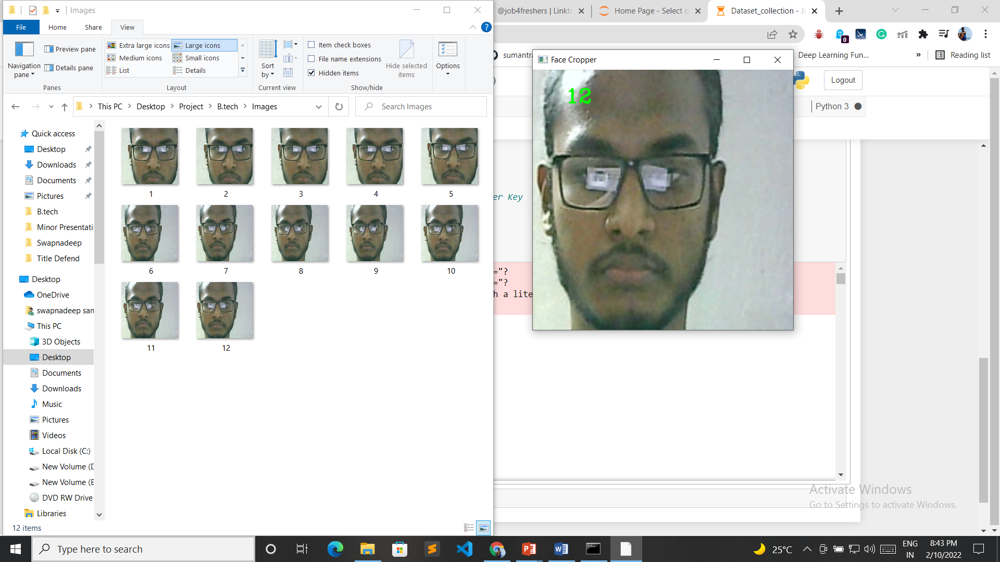 Images
File
Home
Share
View
Navigation pane
Preview pane
Details pane
Panes
Extra large icons
Large icons
Medium icons
Small icons
List
Details
Layout
Sort by
Current view
Item check boxes
File name extensions
Hidden items
Hide selected items
Show/hide
Options
This PC
Desktop
Project
B.tech
Images
Search Images
Quick access
Desktop
Downloads
Documents
Pictures
B.tech
Minor Presentati
Swapnadeep
Title Defend
Desktop
OneDrive
swapnadeep san
This PC
3D Objects
Desktop
Documents
Downloads
Music
Pictures
Videos
Local Disk (C:)
New Volume (D
New Volume (E
DVD RW Drive
Libraries
1
2
3
4
5
6
7
8
9
10
11
12
12 items
@job4freshers | Linktr
Home Page - Select o
Dataset_collection - Ju
0
sumantra
Deep Learning Fun...
»
Reading list
Face Cropper
12
)
Logout
Python 3
er Key
="?
="?
h a lite
Activate Windows
Go to Settings to activate Windows.
Type here to search
25°C
ENG
IN
8:43 PM
2/10/2022